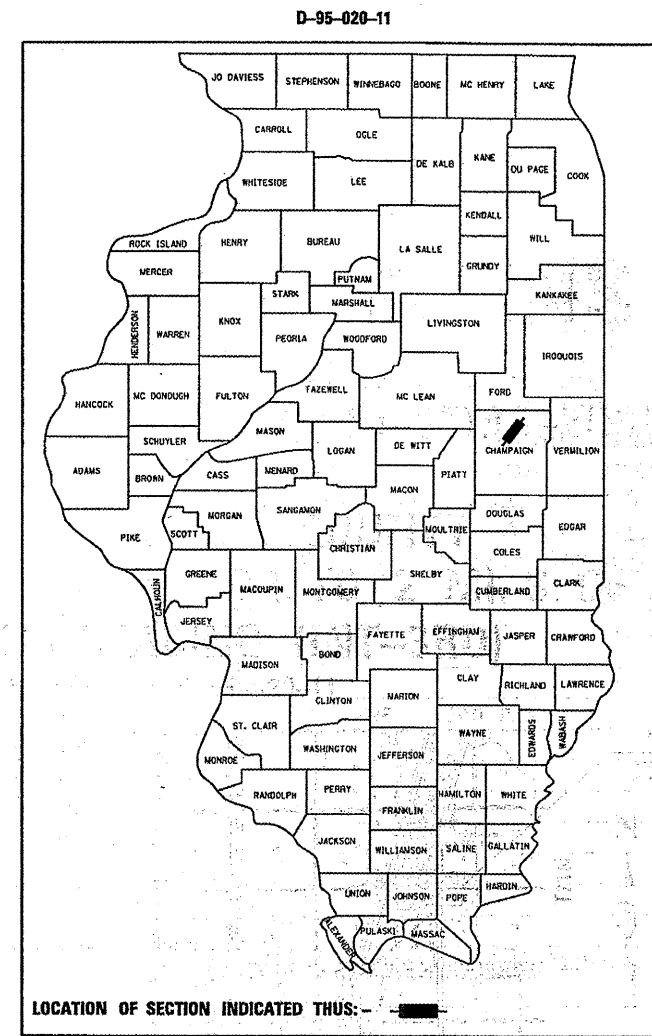 D-95-020-11
JO DAVIESS STEPHENSON WINNEBAGO BOONE MC HENRY LAKE
CARROLL OGLE
DE KALB KANE DU PAGE COOK
WHITESIDE LEE
KENDALL WILL
ROCK ISLAND HENRY BUREAU LA SALLE
MERCER PUTNAM GRUNDY
STARK MARSHALL KANKAKEE
HENDERSON WARREN KNOX LIVINGSTON
PEORIA WOODFORD IROQUOIS
HANCOCK MC DONOUGH FULTON TAZEWELL MC LEAN FORD
MASON
SCHUYLER LOGAN DE WITT CHAMPAIGN VERMILION
ADAMS BROWN CASS MENARD PIATT
MORGAN SANGAMON MACON
PIKE SCOTT MOULTRIE DOUGLAS EDGAR
CHRISTIAN COLES
GREENE MACOUPIN MONTGOMERY SHELBY
CALHOUN CUMBERLAND CLARK
JERSEY FAYETTE EFFINGHAM JASPER CRAWFORD
MADISON BOND
CLAY RICHLAND LAWRENCE
CLINTON MARION
ST. CLAIR WAYNE EDWARDS WABASH
WASHINGTON JEFFERSON
MONROE
RANDOLPH PERRY HAMILTON WHITE
FRANKLIN
JACKSON WILLIAMSON SALINE GALLATIN
UNION JOHNSON POPE HARDIN
ALEXANDER PULASKI MASSAC
LOCATION OF SECTION INDICATED THUS:-